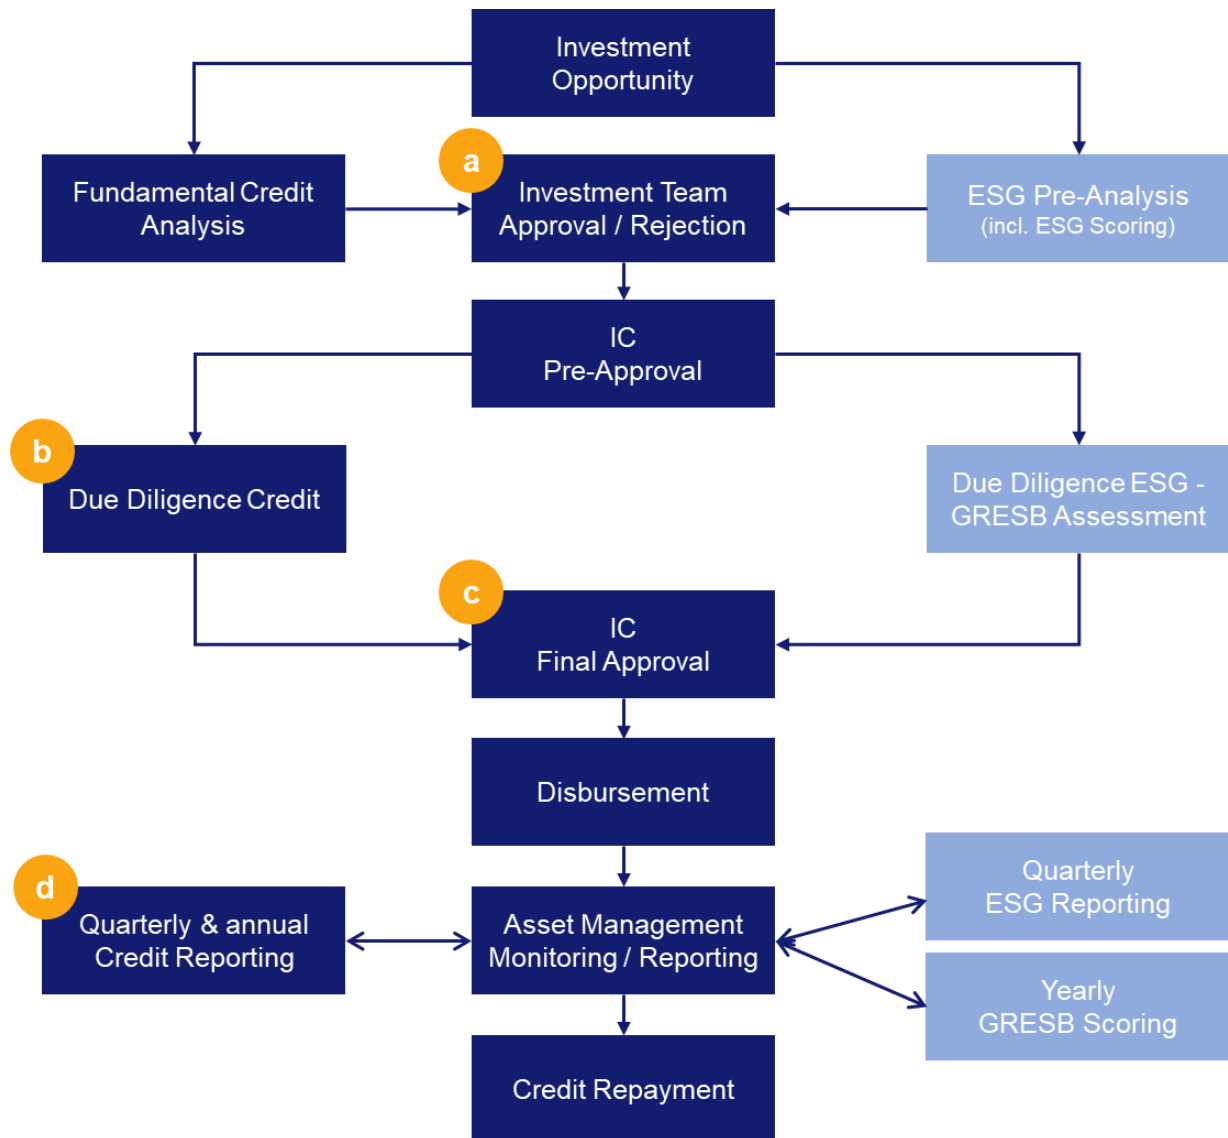 Investment
Opportunity
a
Fundamental Credit
Analysis
Investment Team
Approval / Rejection
ESG Pre-Analysis
(incl. ESG Scoring)
IC
Pre-Approval
b
Due Diligence Credit
Due Diligence ESG -
GRESB Assessment
c
IC
Final Approval
Disbursement
d
Quarterly & annual
Credit Reporting
Asset Management
Monitoring / Reporting
Quarterly
ESG Reporting
Yearly
GRESB Scoring
Credit Repayment